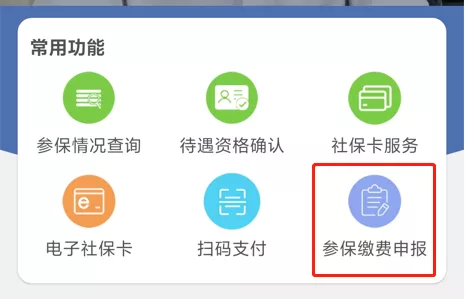 常用功能
参保情况查询
待遇资格确认
社保卡服务
电子社保卡
扫码支付
参保缴费申报